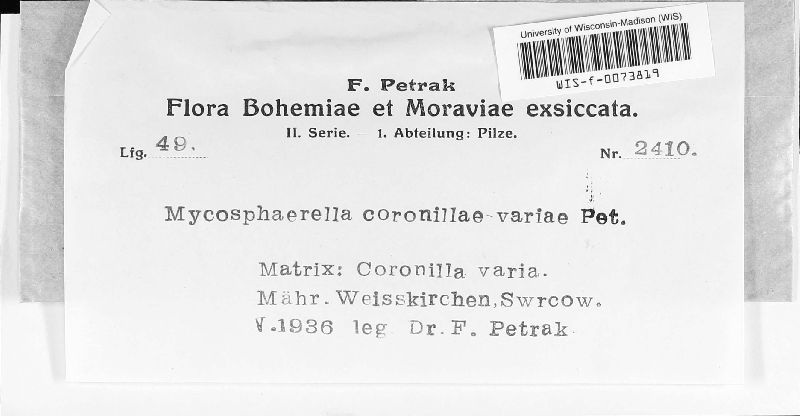 University of Wisconsin-Madison (WIS)
WIS-f-0073819
F. Petrak
Flora Bohemiae et Moraviae exsiccata.
II. Serie. - 1. Abteilung: Pilze.
Lfg. 49.
Nr. 2410.
Mycosphaerella coronillae-variae Pet.
Matrix: Coronilla varia.
Mähr. Weisskirchen, Swrcow.
V.1936 leg Dr. F. Petrak